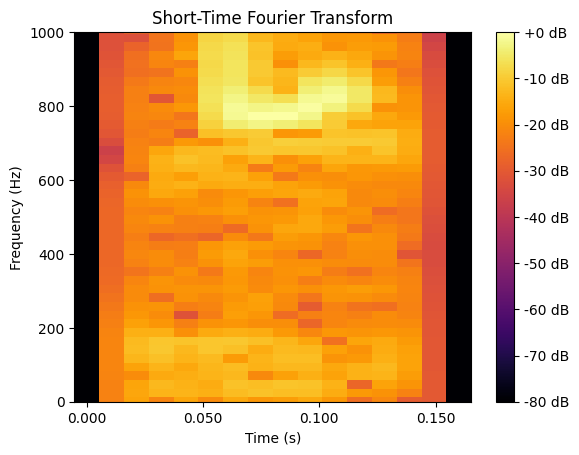 Short-Time Fourier Transform
1000
800
600
400
200
0
Frequency (Hz)
0.000
0.050
0.100
0.150
Time (s)
+0 dB
-10 dB
-20 dB
-30 dB
-40 dB
-50 dB
-60 dB
-70 dB
-80 dB